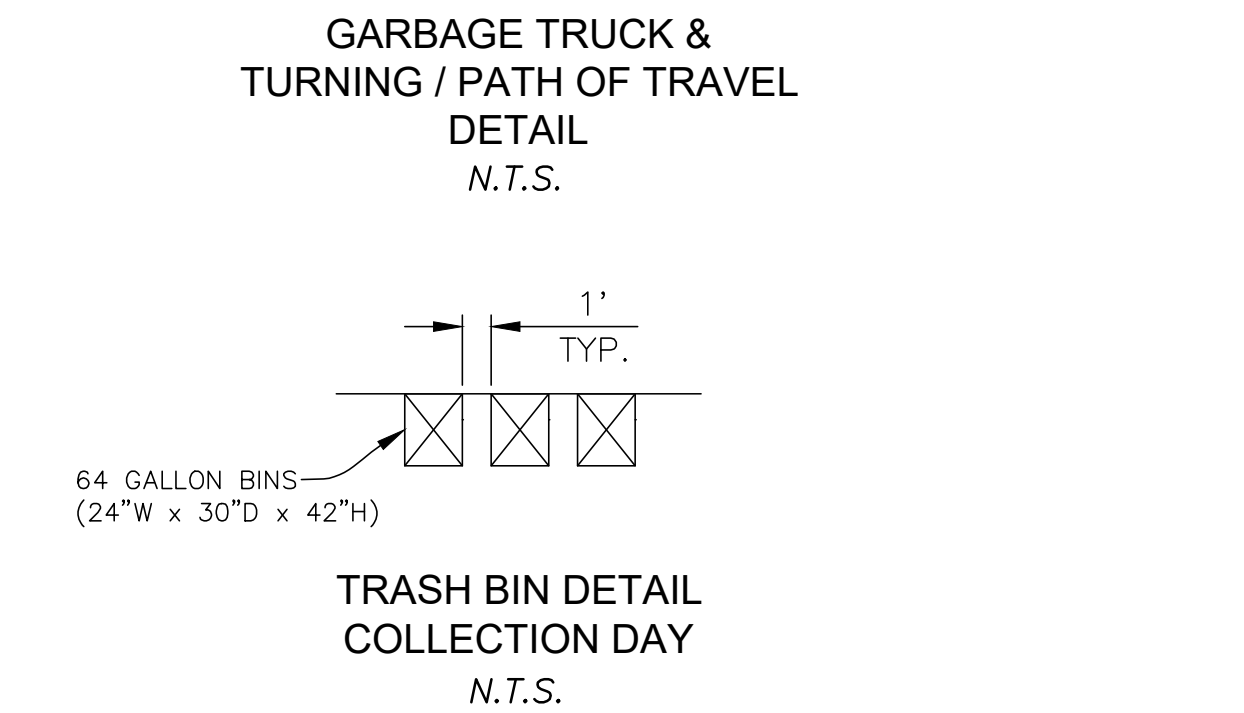 GARBAGE TRUCK &
TURNING / PATH OF TRAVEL
DETAIL
N.T.S.
1’
TYP.
64 GALLON BINS
(24”W x 30”D x 42”H)
TRASH BIN DETAIL
COLLECTION DAY
N.T.S.